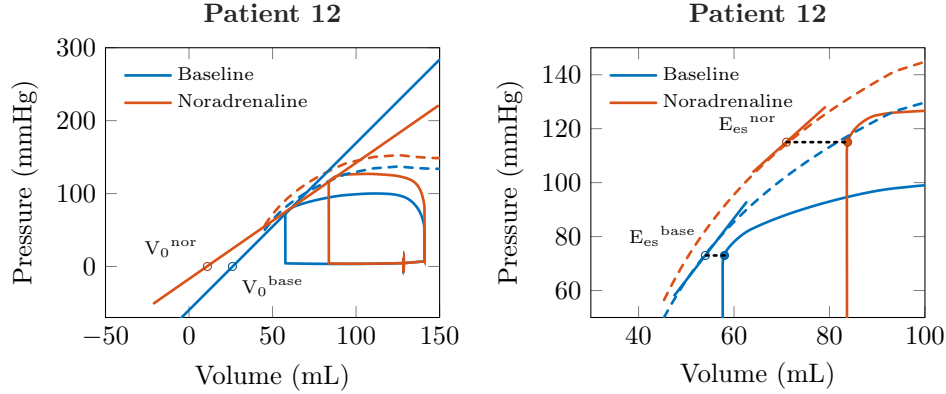 Patient 12
300
200
100
0
−50
0
50
100
150
Pressure (mmHg)
Volume (mL)
Baseline
Noradrenaline
V₀ⁿᵒʳ
V₀ᵇᵃˢᵉ
Patient 12
140
120
100
80
60
40
60
80
100
Pressure (mmHg)
Volume (mL)
Baseline
Noradrenaline
Eₑₛⁿᵒʳ
Eₑₛᵇᵃˢᵉ